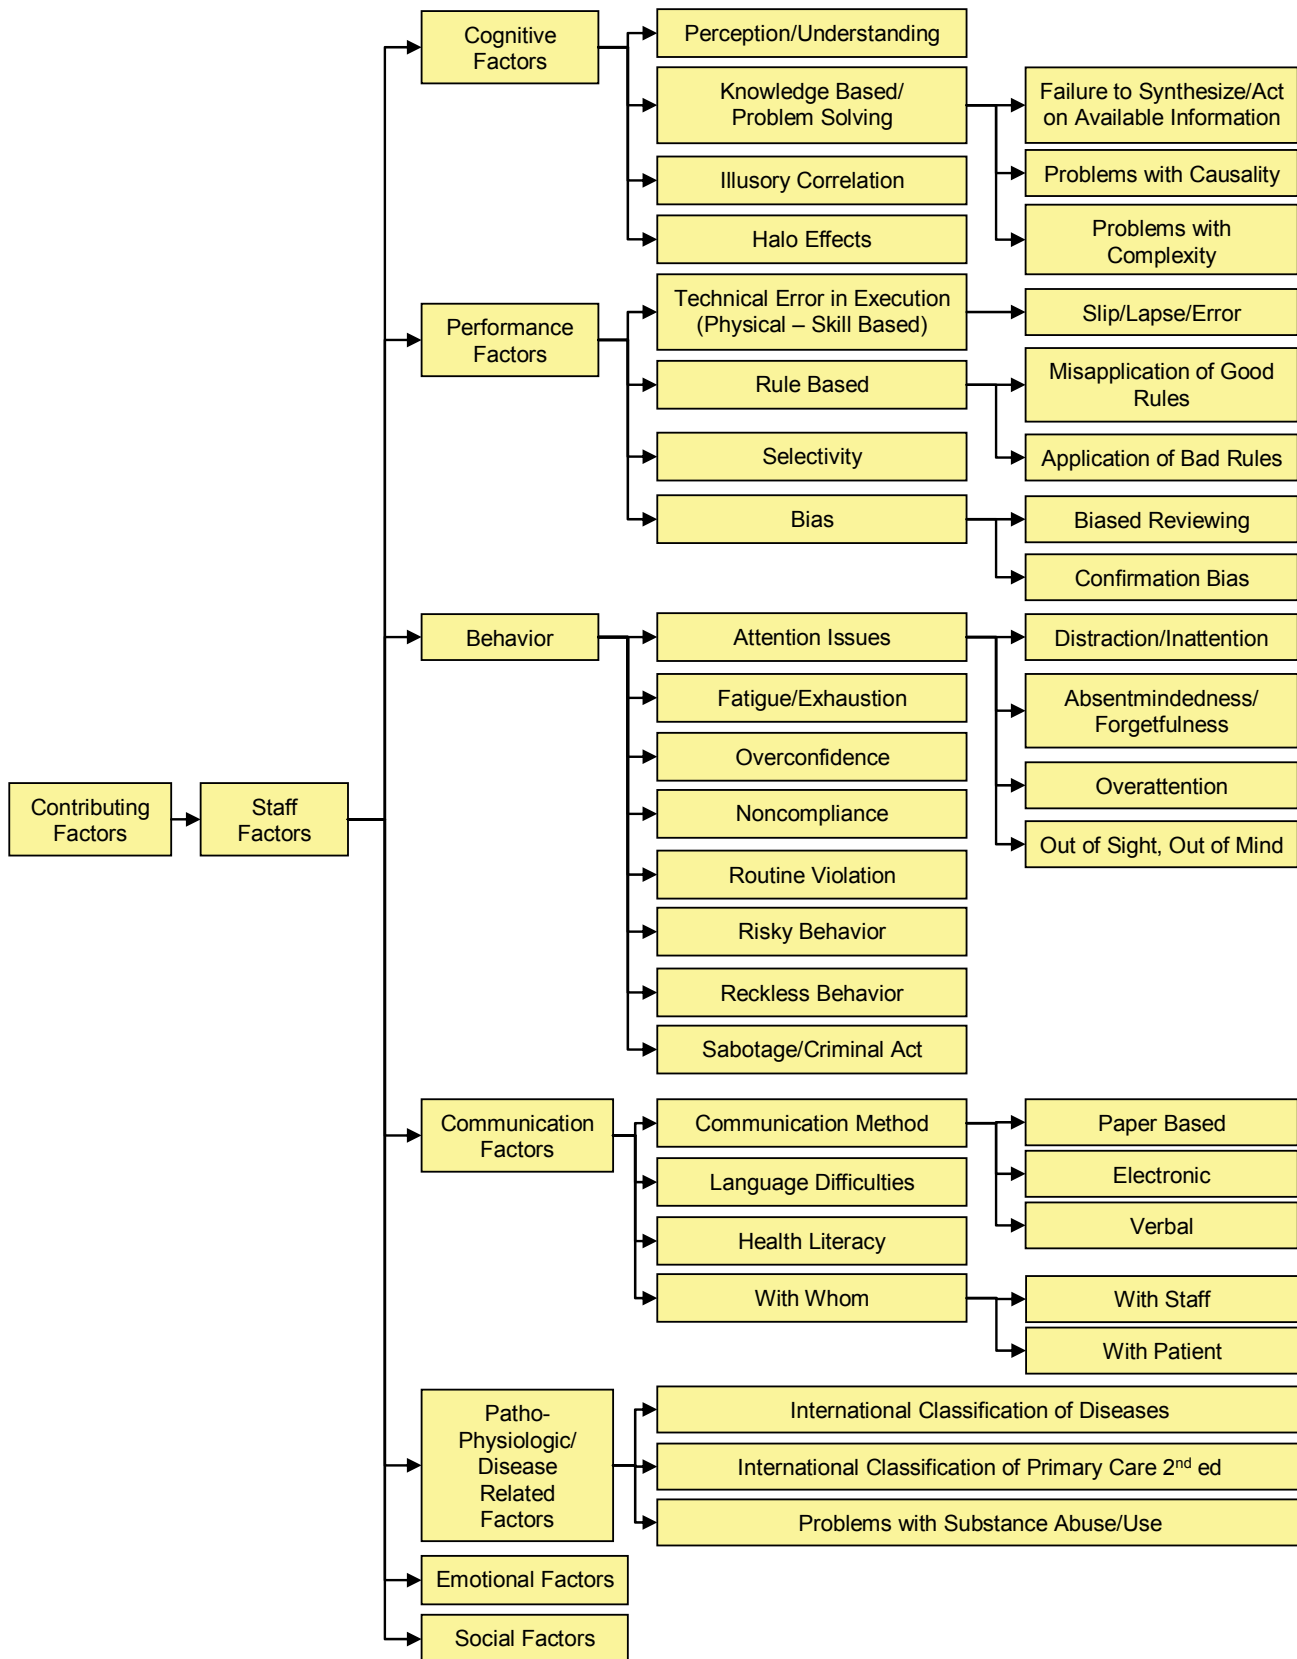 Cognitive
Factors
Perception/Understanding
Knowledge Based/
Problem Solving
Failure to Synthesize/Act
on Available Information
Problems with Causality
Problems with
Complexity
Illusory Correlation
Halo Effects
Performance
Factors
Technical Error in Execution
(Physical – Skill Based)
Slip/Lapse/Error
Rule Based
Misapplication of Good
Rules
Application of Bad Rules
Selectivity
Bias
Biased Reviewing
Confirmation Bias
Behavior
Attention Issues
Distraction/Inattention
Absentmindedness/
Forgetfulness
Overattention
Out of Sight, Out of Mind
Fatigue/Exhaustion
Overconfidence
Noncompliance
Routine Violation
Risky Behavior
Reckless Behavior
Sabotage/Criminal Act
Contributing
Factors
Staff
Factors
Communication
Factors
Communication Method
Paper Based
Electronic
Verbal
Language Difficulties
Health Literacy
With Whom
With Staff
With Patient
Patho-
Physiologic/
Disease
Related
Factors
International Classification of Diseases
International Classification of Primary Care 2nd ed
Problems with Substance Abuse/Use
Emotional Factors
Social Factors